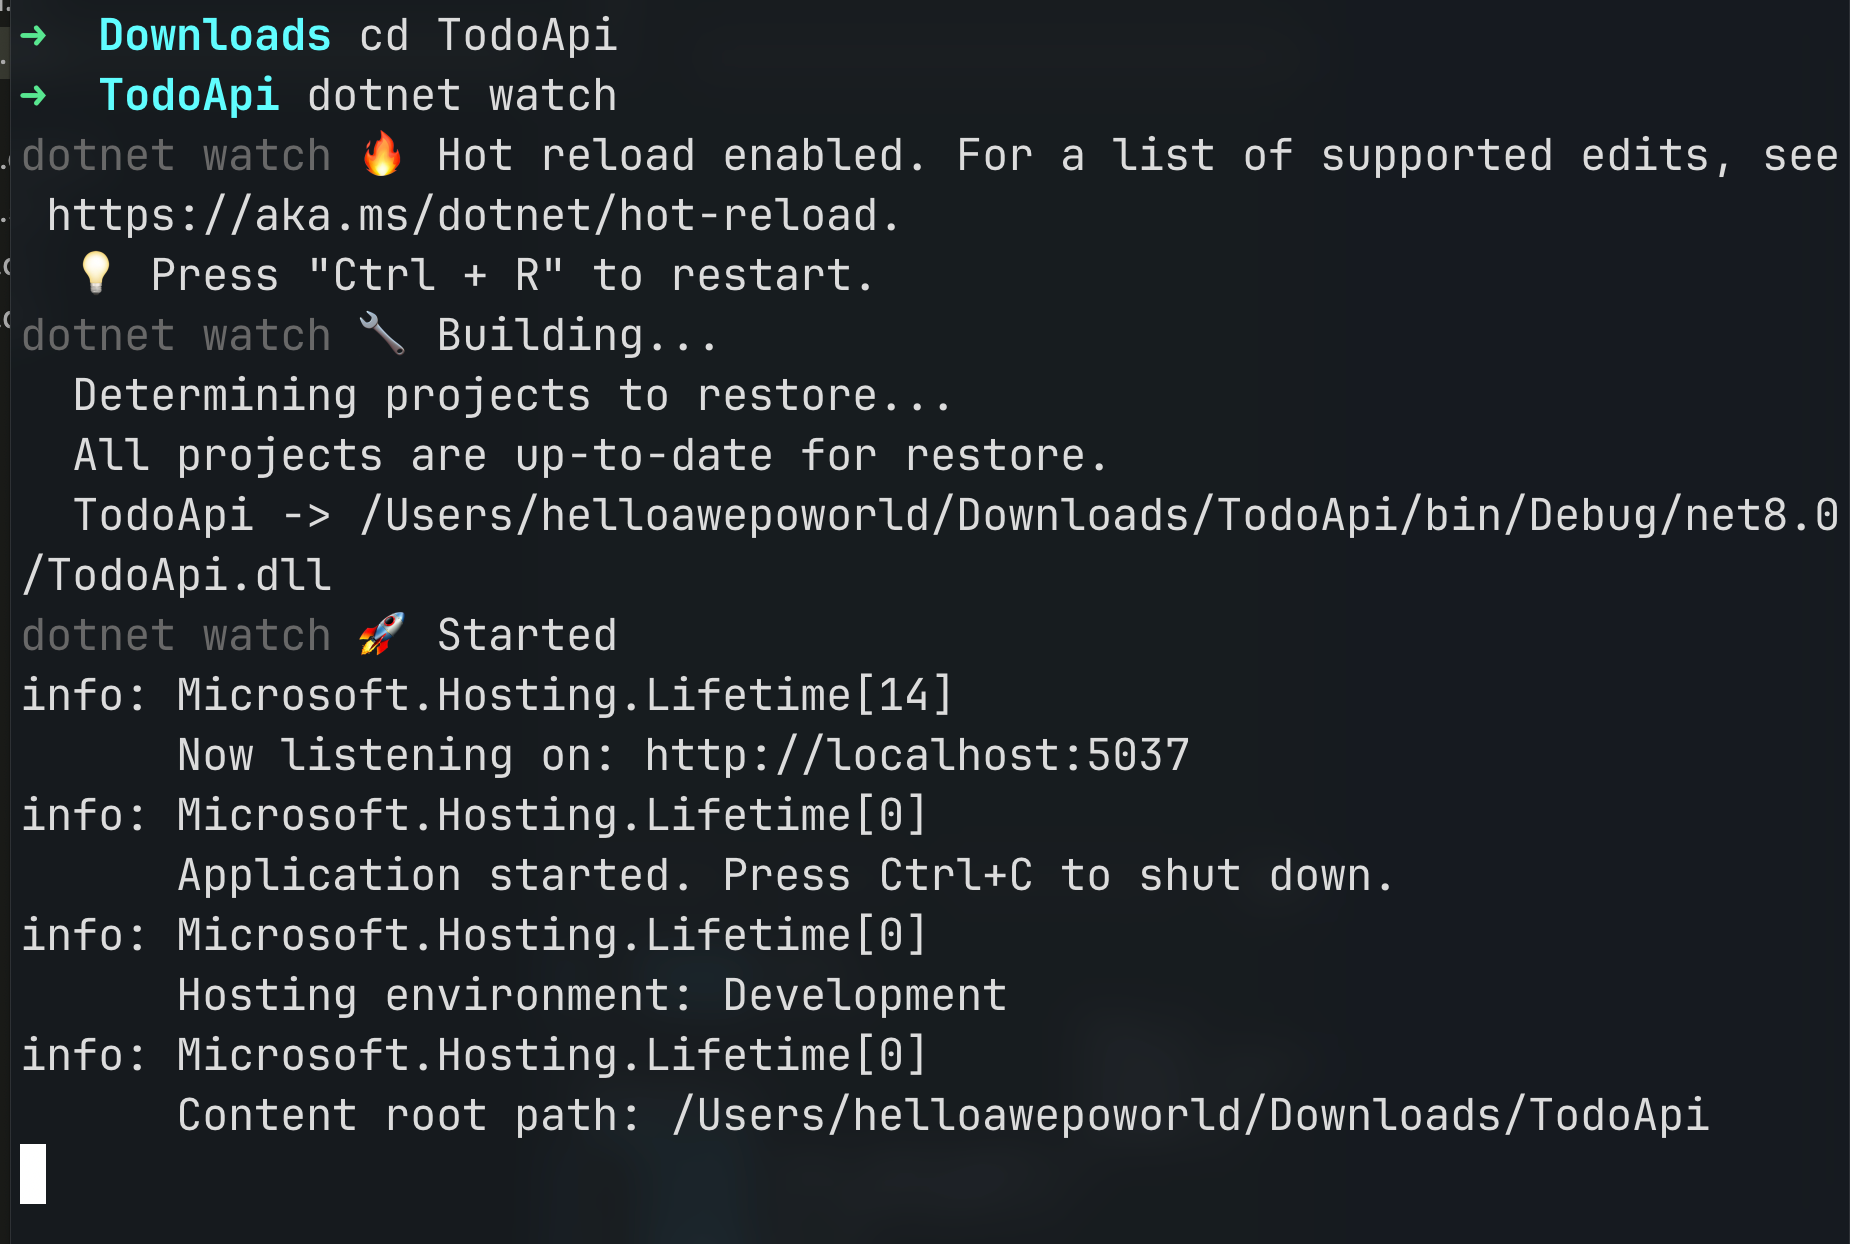 ➜ Downloads cd TodoApi
➜ TodoApi dotnet watch
dotnet watch 🔥 Hot reload enabled. For a list of supported edits, see
https://aka.ms/dotnet/hot-reload.
💡 Press "Ctrl + R" to restart.
dotnet watch 🔧 Building...
Determining projects to restore...
All projects are up-to-date for restore.
TodoApi -> /Users/helloawepoworld/Downloads/TodoApi/bin/Debug/net8.0
/TodoApi.dll
dotnet watch 🚀 Started
info: Microsoft.Hosting.Lifetime[14]
Now listening on: http://localhost:5037
info: Microsoft.Hosting.Lifetime[0]
Application started. Press Ctrl+C to shut down.
info: Microsoft.Hosting.Lifetime[0]
Hosting environment: Development
info: Microsoft.Hosting.Lifetime[0]
Content root path: /Users/helloawepoworld/Downloads/TodoApi